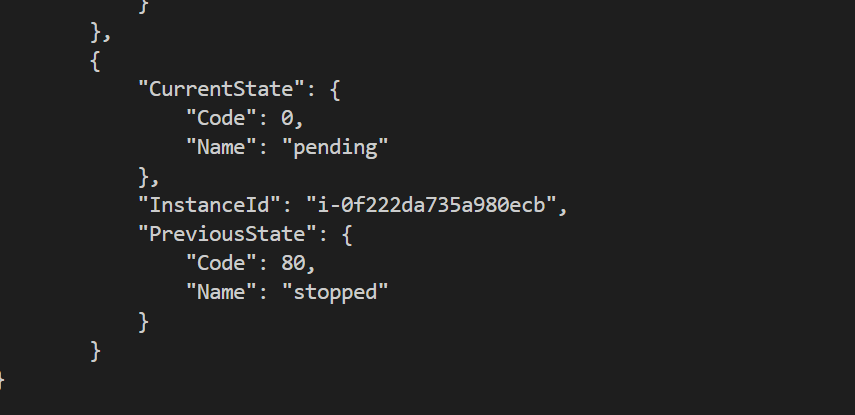 }
},
{
"CurrentState": {
"Code": 0,
"Name": "pending"
},
"InstanceId": "i-0f222da735a980ecb",
"PreviousState": {
"Code": 80,
"Name": "stopped"
}
}
}